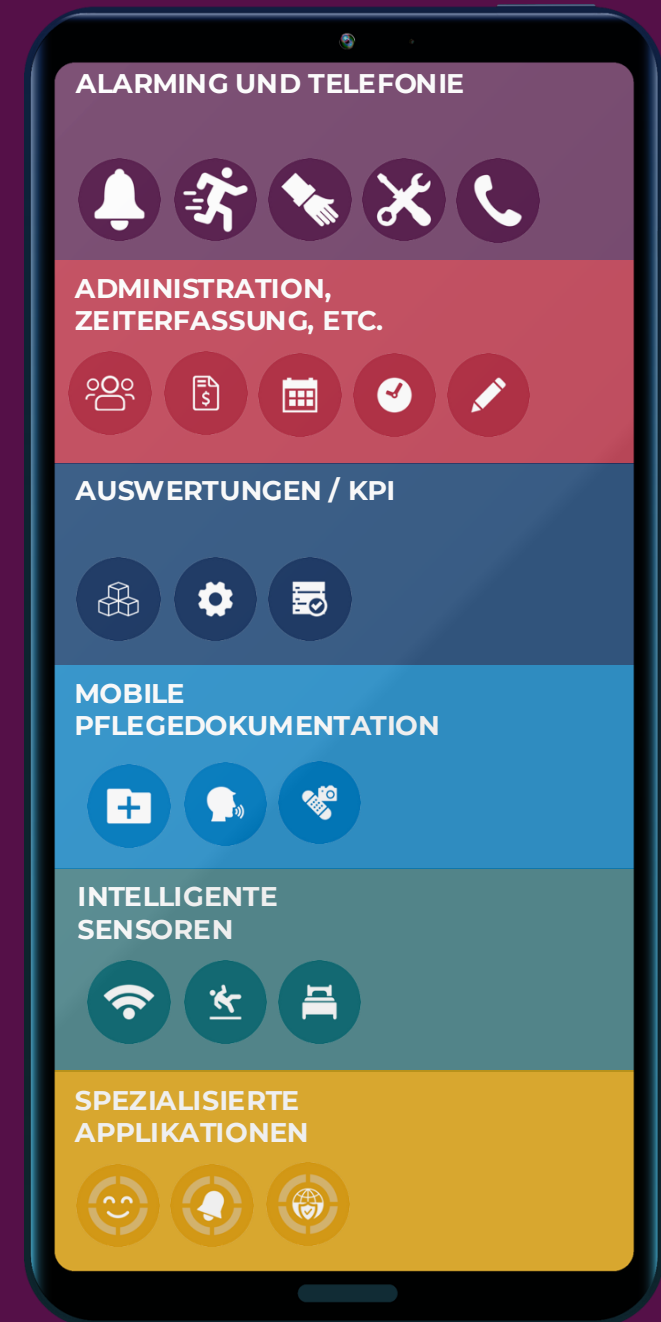 ALARMING UND TELEFONIE
ADMINISTRATION,
ZEITERFASSUNG, ETC.
AUSWERTUNGEN / KPI
MOBILE
PFLEGEDOKUMENTATION
INTELLIGENTE
SENSOREN
SPEZIALISIERTE
APPLIKATIONEN